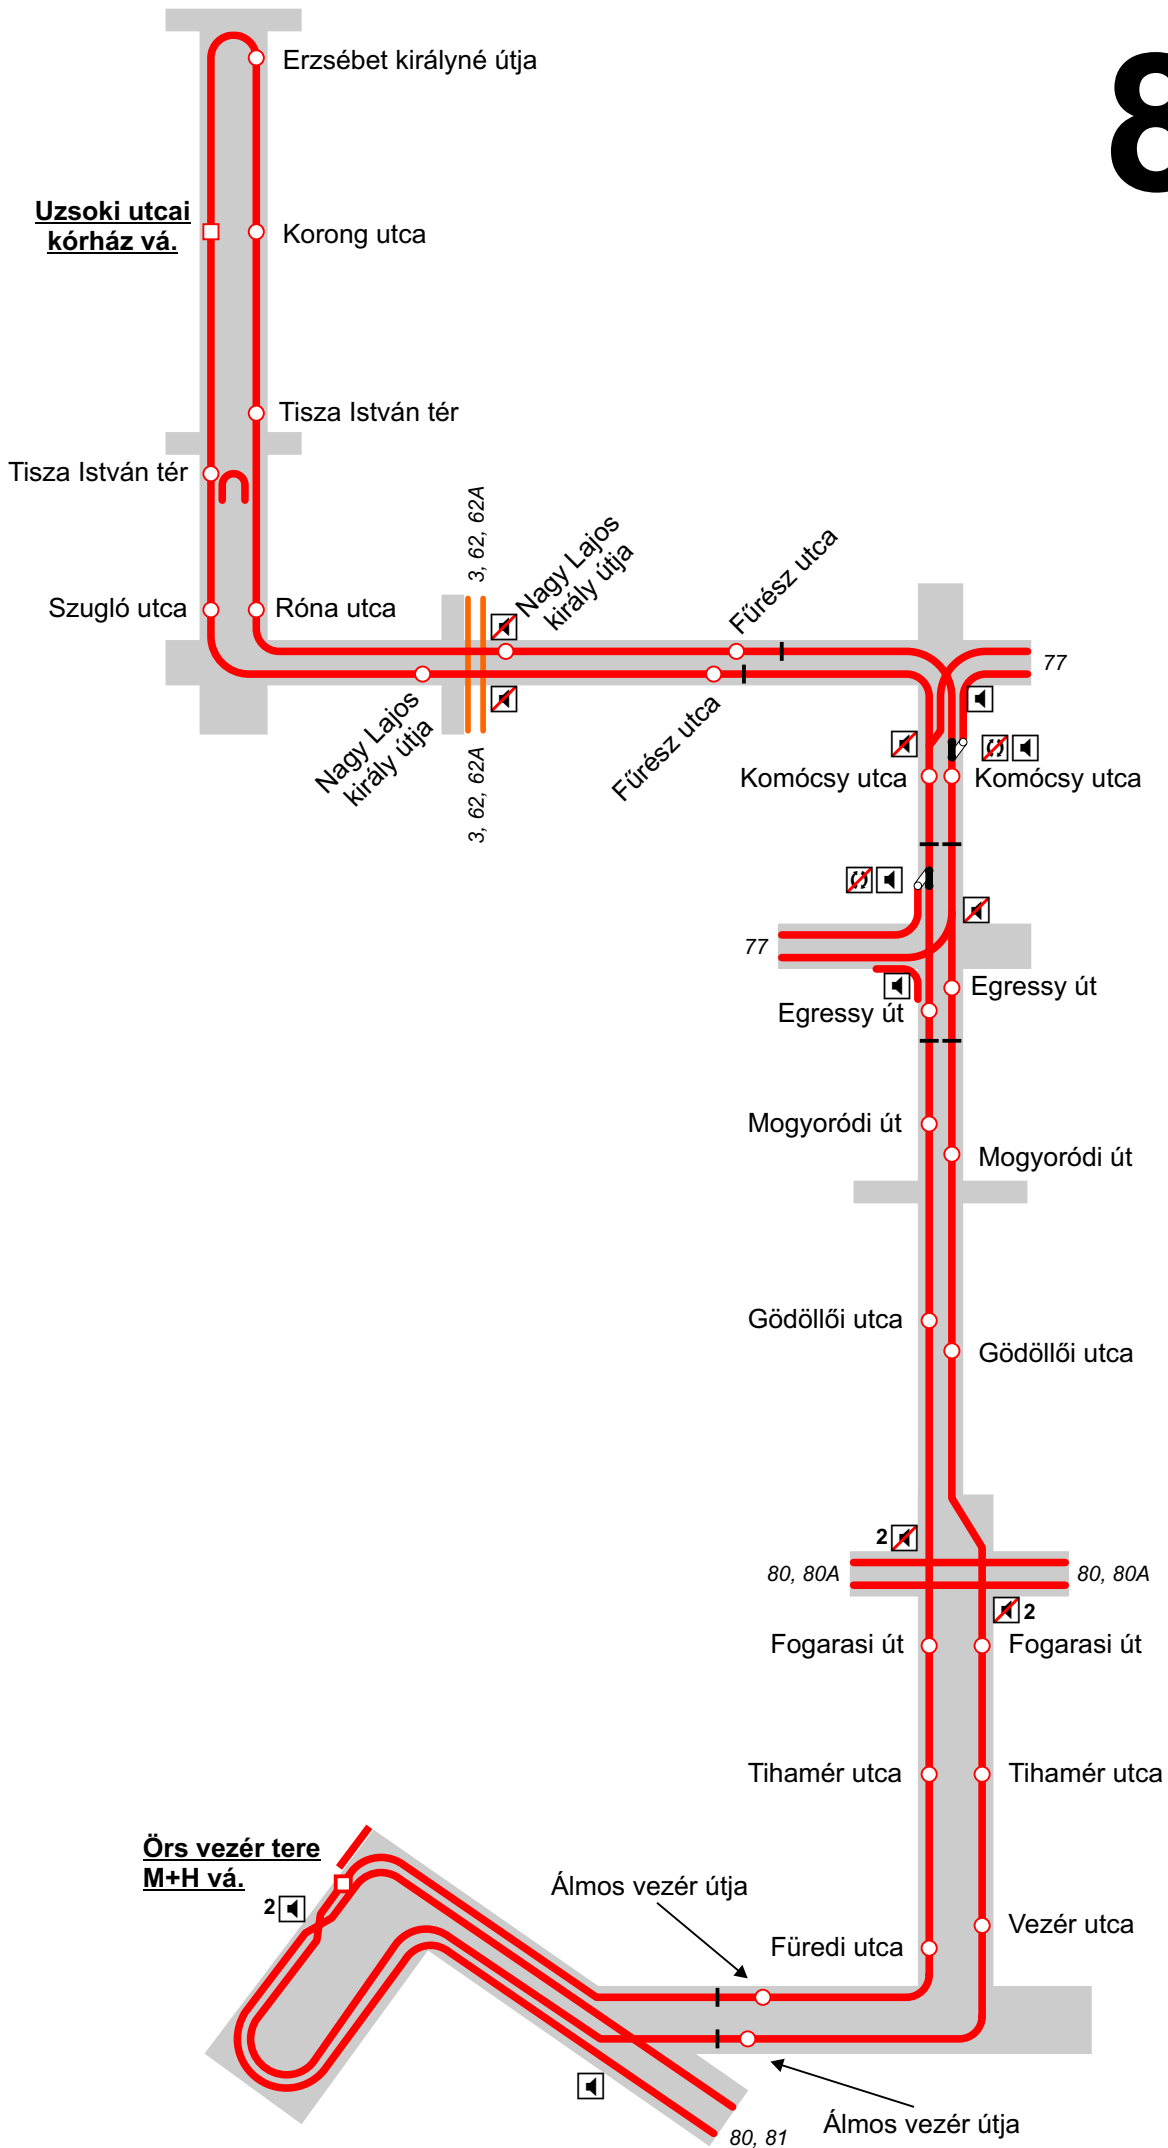 Erzsébet királyné útja
8
Uzsoki utcai
kórház vá.
Korong utca
Tisza István tér
Tisza István tér
3, 62, 62A
Nagy Lajos
király útja
Fűrész utca
Szugló utca
Róna utca
77
Nagy Lajos
király útja
3, 62, 62A
Fűrész utca
Komócsy utca
Komócsy utca
77
Egressy út
Egressy út
Mogyoródi út
Mogyoródi út
Gödöllői utca
Gödöllői utca
2
80, 80A
80, 80A
2
Fogarasi út
Fogarasi út
Tihamér utca
Tihamér utca
Örs vezér tere
M+H vá.
2
Álmos vezér útja
Vezér utca
Füredi utca
Álmos vezér útja
80, 81